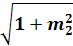 √(1 + m₂²)